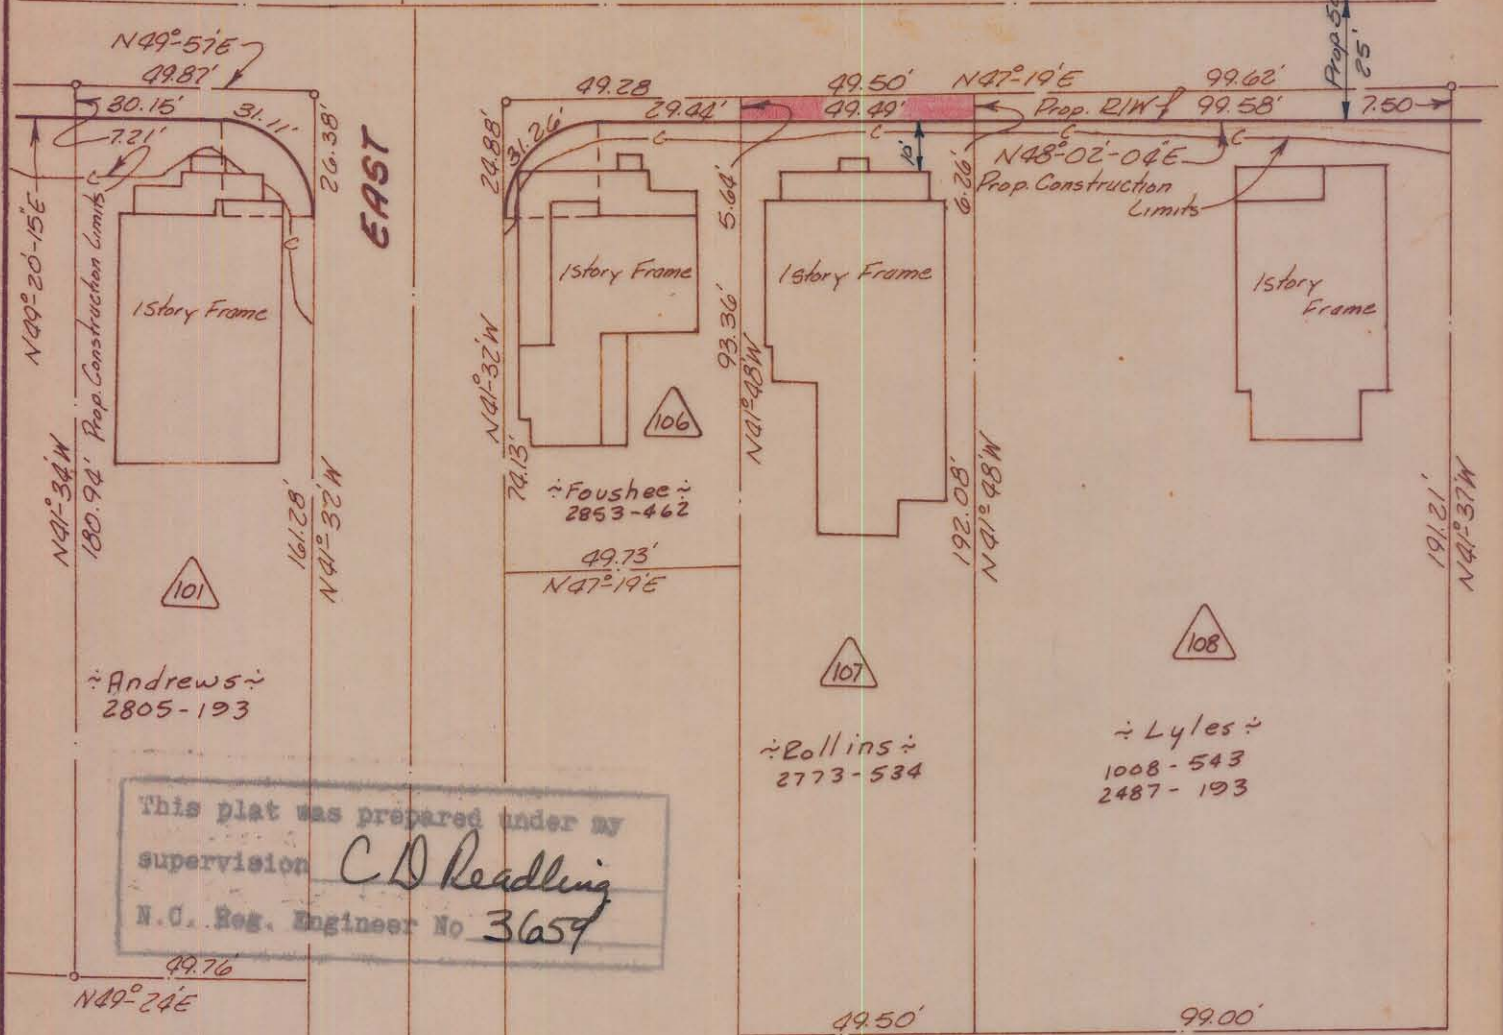 Prop.
25'
N49°-57'E
49.87'
30.15'
31.11'
7.21'
26.38'
EAST
49.28
49.50'
N47°-19'E
99.62'
29.44'
49.49'
Prop. R/W
99.58'
7.50
24.88'
31.26'
C
C
C
C
C
C
10'
N48°-02'-04"E
Prop. Construction
Limits
5.64'
6.26'
N49°-20'-15"E
Prop. Construction Limits
1 Story Frame
1 Story Frame
1 Story Frame
1 Story
Frame
93.36'
N41°-48'W
N41°-32'W
74.13'
106
~Foushee~
2853-462
49.73'
N47°-19'E
N41°-34'W
180.94'
161.28'
N41°-32'W
192.08'
N41°-48'W
191.21'
N41°-37'W
101
107
108
~Andrews~
2805-193
~Rollins~
2773-534
~Lyles~
1008-543
2487-193
This plat was prepared under my
supervision C D Readling
N.C. Reg. Engineer No 3659
49.76'
N49°-24'E
49.50'
99.00'